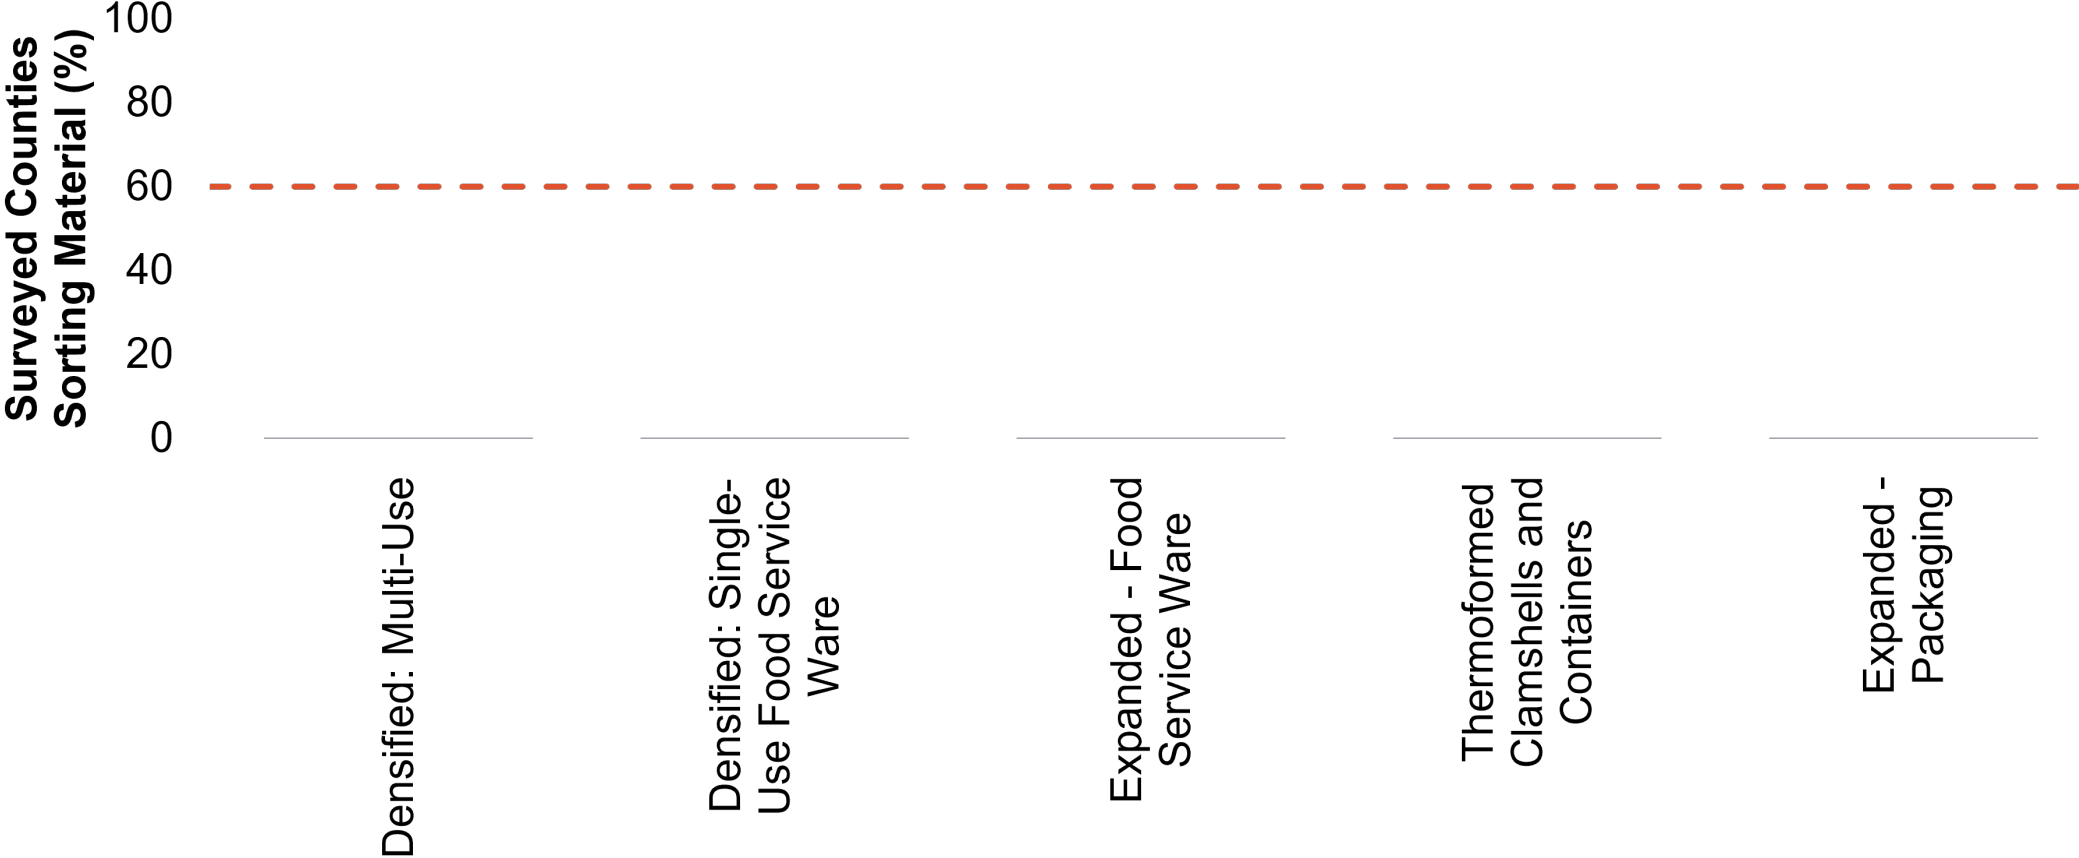 Surveyed Counties
Sorting Material (%)
100
80
60
40
20
0
Densified: Multi-Use
Densified: Single-
Use Food Service
Ware
Expanded - Food
Service Ware
Thermoformed
Clamshells and
Containers
Expanded -
Packaging